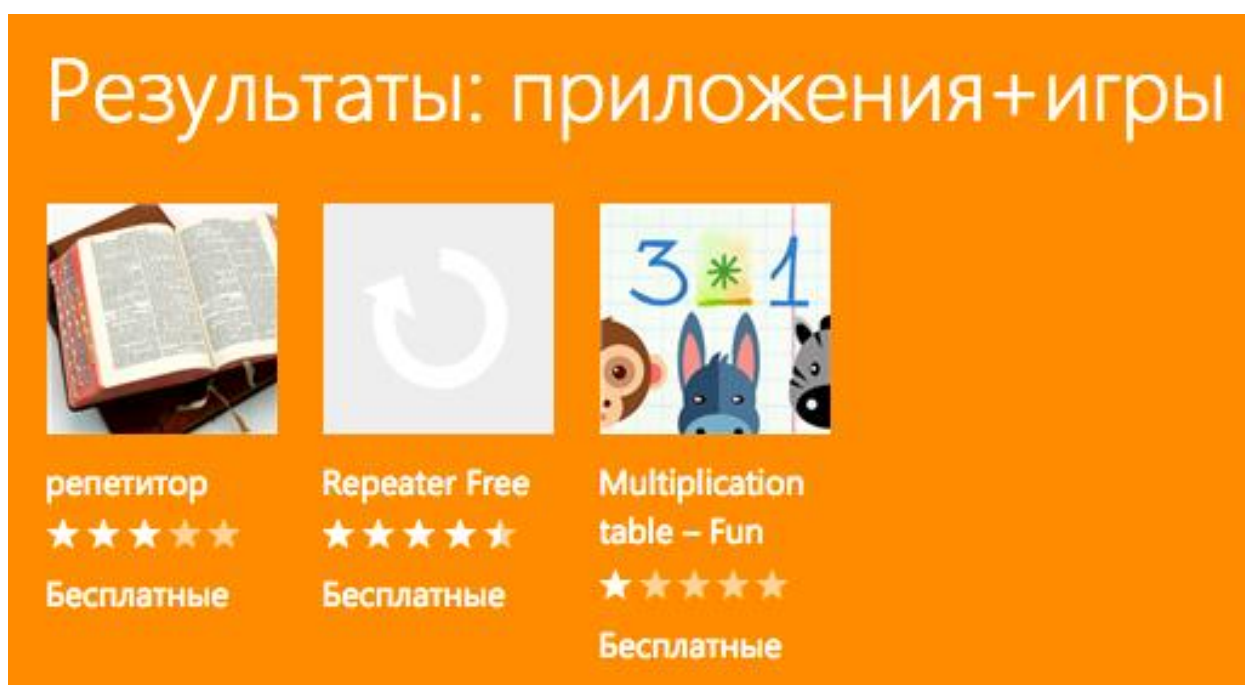 Результаты: приложения+игры
3 * 1
репетитор
Бесплатные
Repeater Free
Бесплатные
Multiplication
table – Fun
Бесплатные